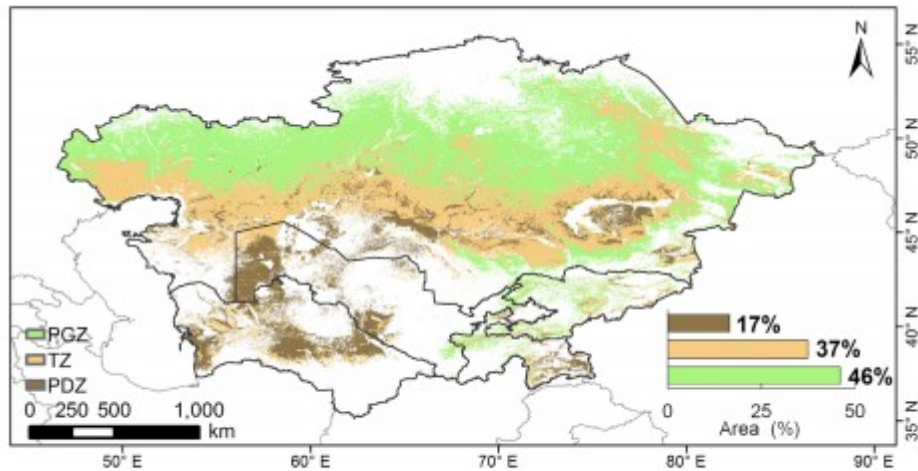 N
55° N
50° N
45° N
40° N
35° N
PGZ
TZ
PDZ
0 250 500 1,000
km
17%
37%
46%
0 25 50
Area (%)
50° E 60° E 70° E 80° E 90° E